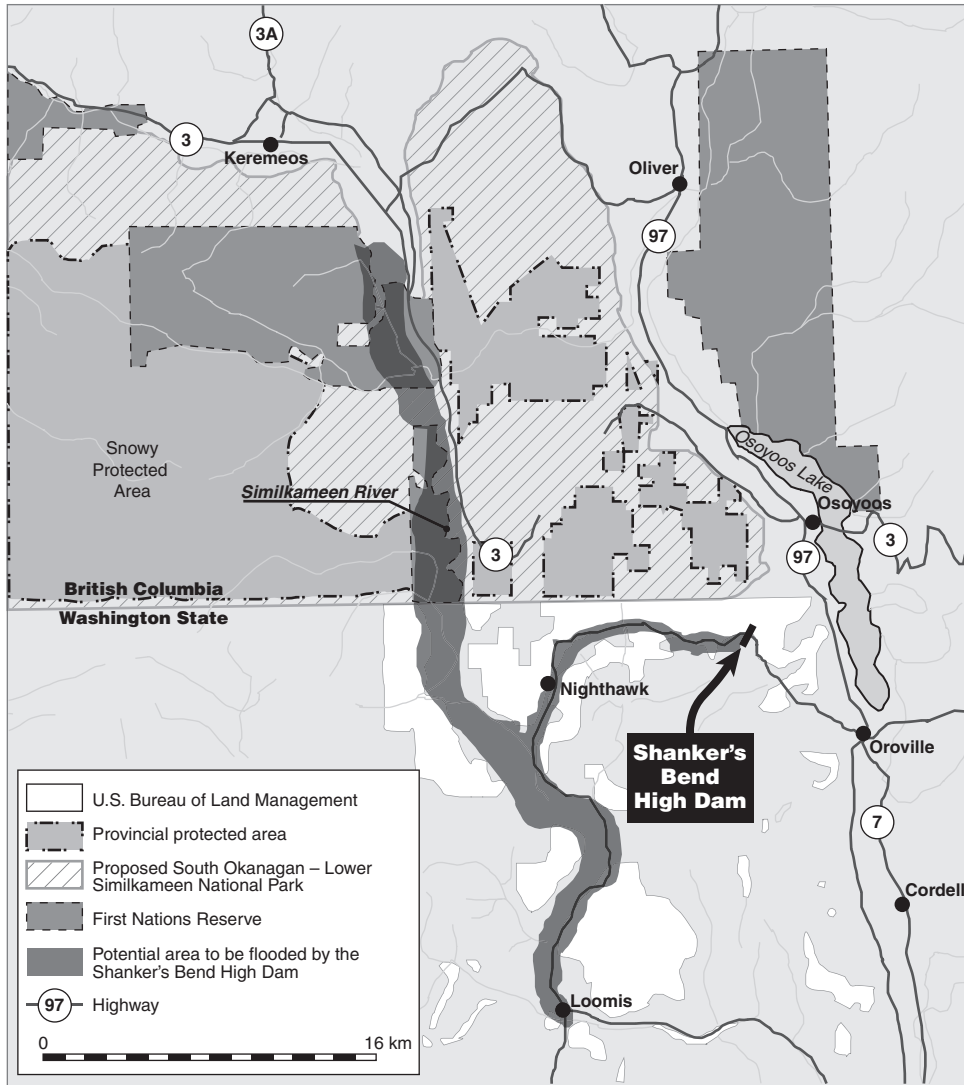 3A
3
Keremeos
Oliver
97
Snowy
Protected
Area
Similkameen River
Osoyoos Lake
Osoyoos
3
97
3
British Columbia
Washington State
Nighthawk
Shanker's
Bend
High Dam
Oroville
7
Cordell
Loomis
U.S. Bureau of Land Management
Provincial protected area
Proposed South Okanagan – Lower
Similkameen National Park
First Nations Reserve
Potential area to be flooded by the
Shanker's Bend High Dam
97 Highway
0 16 km